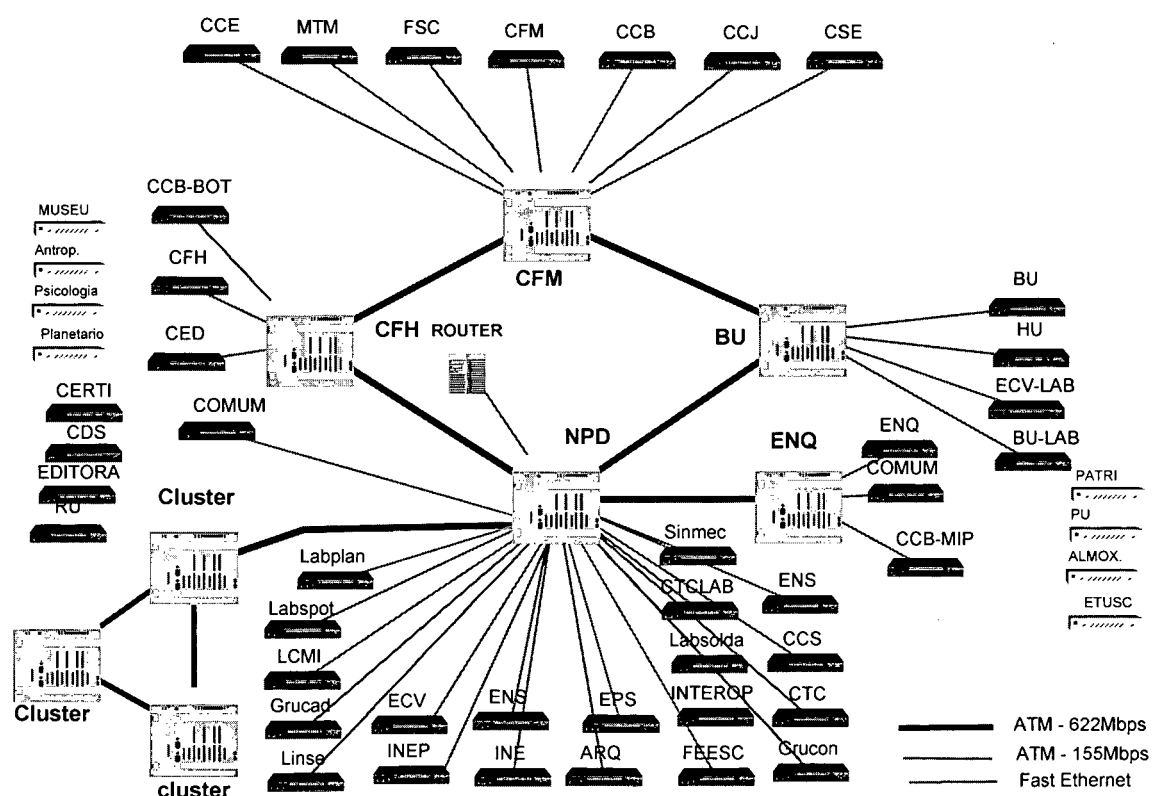 CCE MTM FSC CFM CCB CCJ CSE
CCB-BOT
MUSEU
Antrop.
CFH
Psicologia
Planetario
CED
CFM
CFH ROUTER
BU
BU
HU
ECV-LAB
BU-LAB
CERTI
CDS
EDITORA
RU
COMUM
NPD
ENQ
ENQ
COMUM
CCB-MIP
PATRI
PU
ALMOX.
ETUSC
Cluster
Cluster
cluster
Labplan
Labspot
LCMI
Grucad
Linse
ECV
INEP
ENS
INE
EPS
ARQ
Sinmec
CTCLAB
Labsolda
INTEROP
FEESC
ENS
CCS
CTC
Grucon
ATM - 622Mbps
ATM - 155Mbps
Fast Ethernet